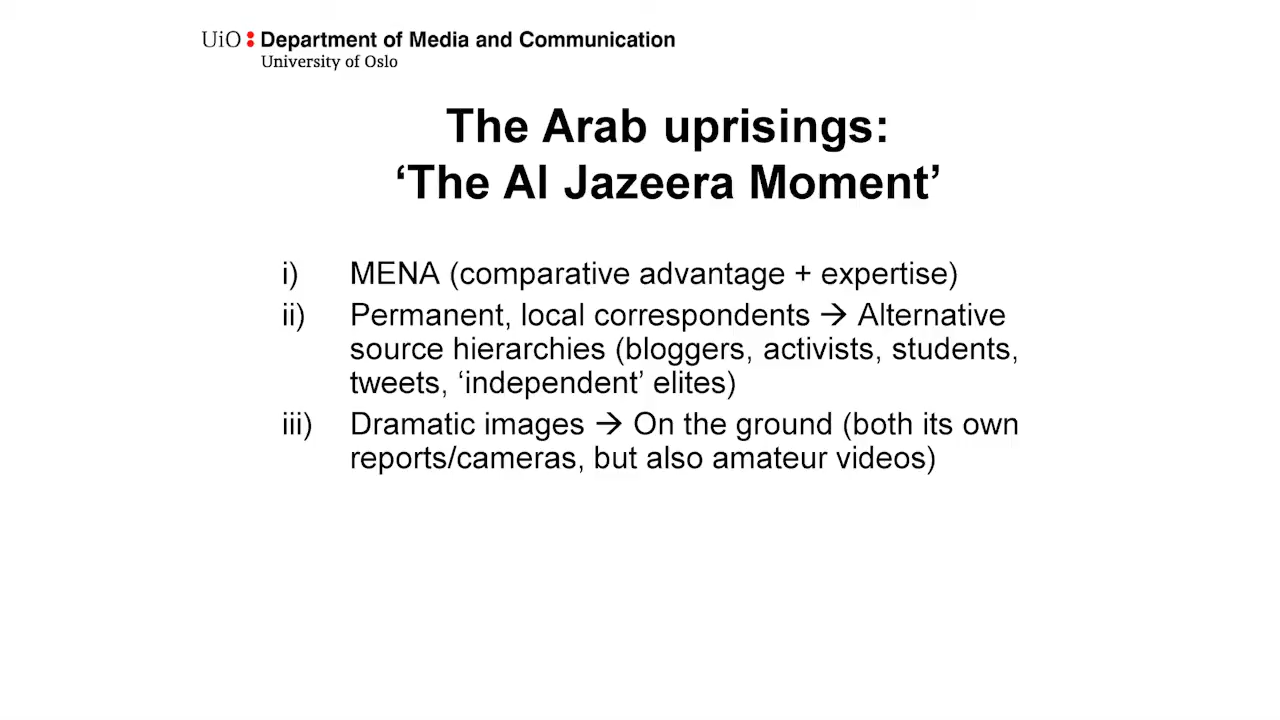 UiO : Department of Media and Communication
University of Oslo
The Arab uprisings:
‘The Al Jazeera Moment’
i) MENA (comparative advantage + expertise)
ii) Permanent, local correspondents → Alternative
source hierarchies (bloggers, activists, students,
tweets, ‘independent’ elites)
iii) Dramatic images → On the ground (both its own
reports/cameras, but also amateur videos)